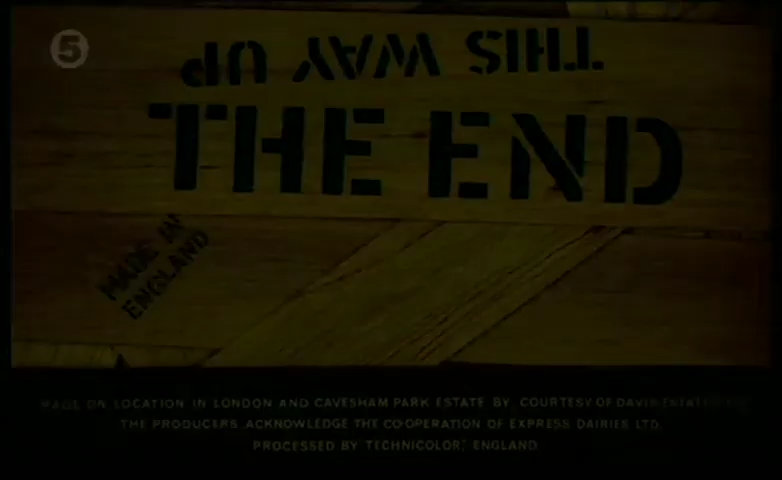 5
THIS WAY UP
THE END
MADE IN
ENGLAND
MADE ON LOCATION IN LONDON AND CAVESHAM PARK ESTATE BY COURTESY OF
THE PRODUCERS ACKNOWLEDGE THE CO-OPERATION OF EXPRESS DAIRIES LTD.
PROCESSED BY TECHNICOLOR, ENGLAND